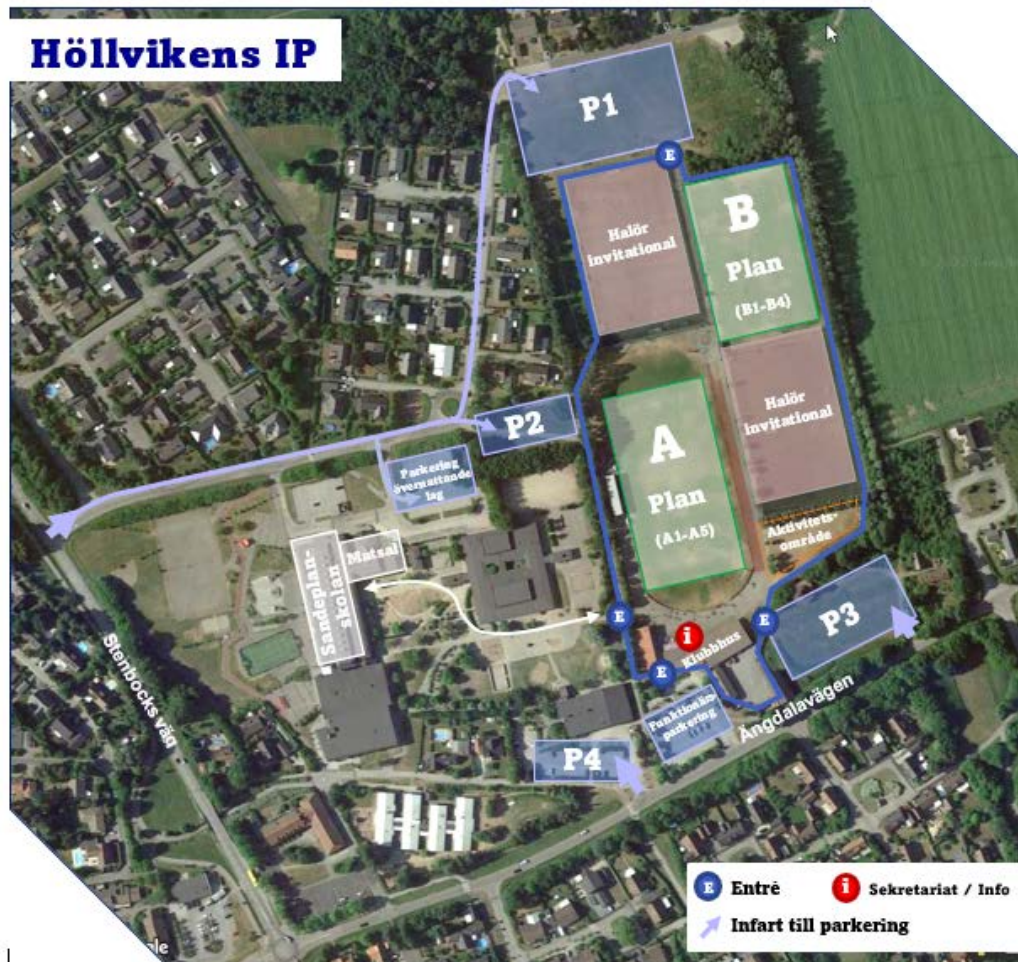 Höllvikens IP
P1
E
B
Plan
(B1-B4)
Halör
invitational
Halör
invitational
P2
A
Plan
(A1-A5)
Parkering
övernattande
lag
Aktivitets-
område
Matsal
Sandeplan-
skolan
E
i
Klubbhus
E
P3
E
Stenbocks väg
Funktionärs-
parkering
Ängdalavägen
P4
E Entré
i Sekretariat / Info
Infart till parkering